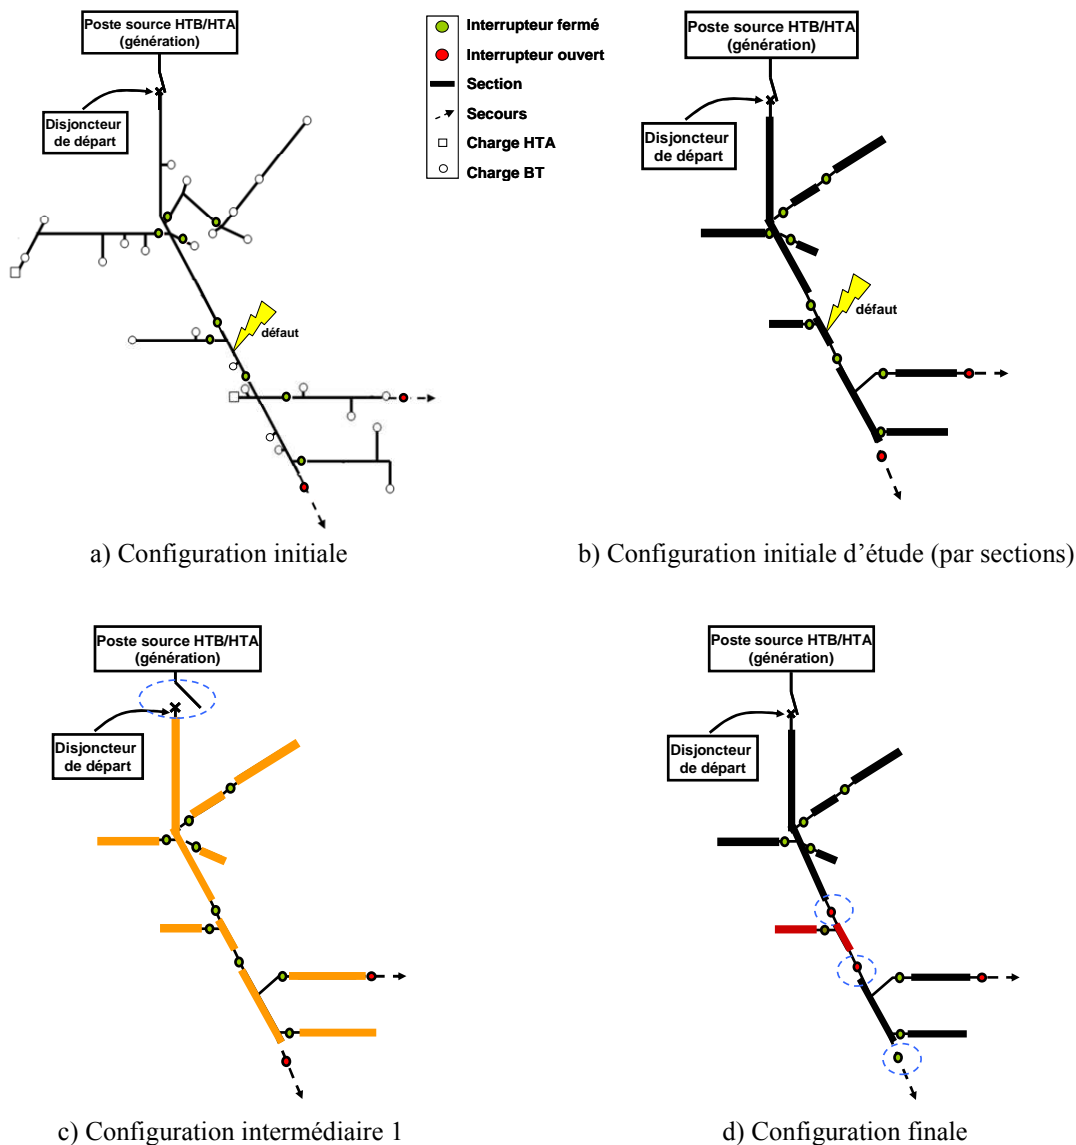 Poste source HTB/HTA
(génération)
Disjoncteur
de départ
défaut
Interrupteur fermé
Interrupteur ouvert
Section
Secours
Charge HTA
Charge BT
Poste source HTB/HTA
(génération)
Disjoncteur
de départ
défaut
a) Configuration initiale
b) Configuration initiale d'étude (par sections)
Poste source HTB/HTA
(génération)
Disjoncteur
de départ
Poste source HTB/HTA
(génération)
Disjoncteur
de départ
c) Configuration intermédiaire 1
d) Configuration finale